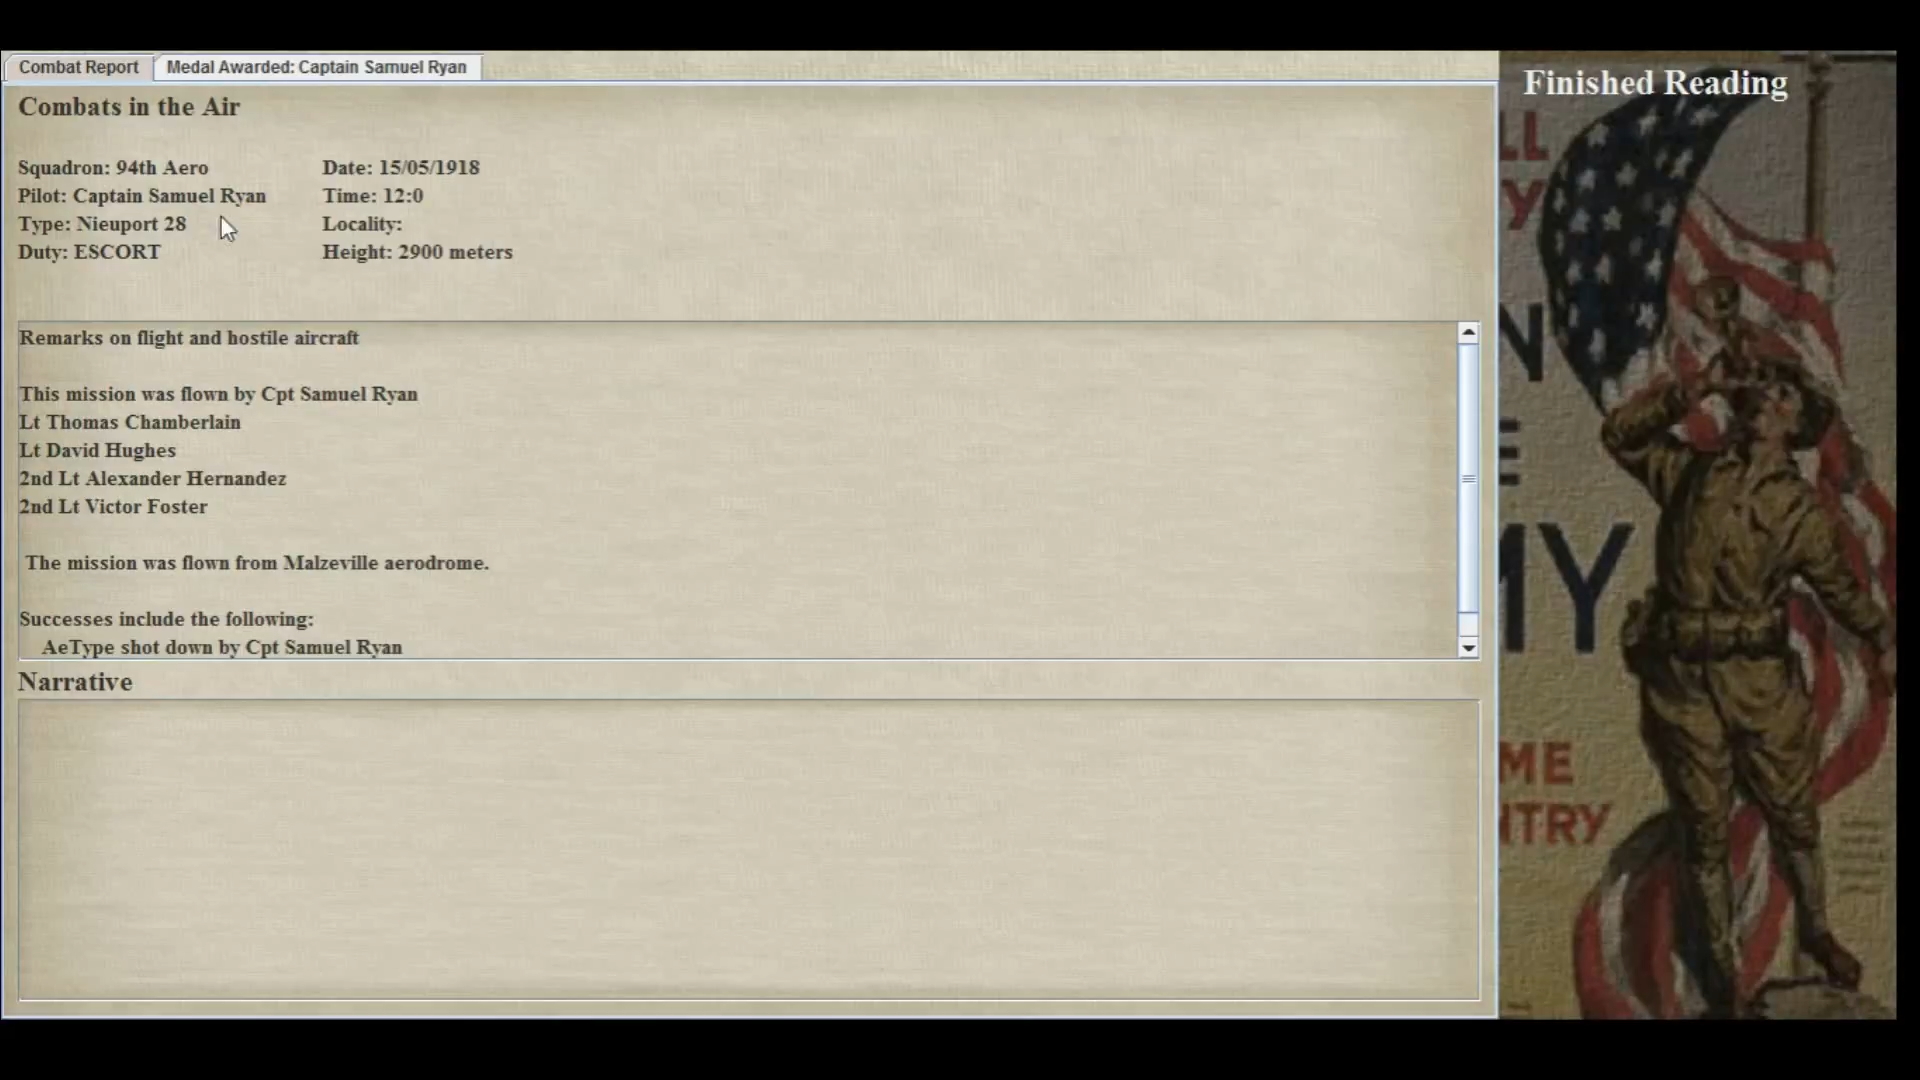 Combat Report
Medal Awarded: Captain Samuel Ryan
Finished Reading
Combats in the Air
Squadron: 94th Aero
Date: 15/05/1918
Pilot: Captain Samuel Ryan
Time: 12:0
Type: Nieuport 28
Locality:
Duty: ESCORT
Height: 2900 meters
Remarks on flight and hostile aircraft
This mission was flown by Cpt Samuel Ryan
Lt Thomas Chamberlain
Lt David Hughes
2nd Lt Alexander Hernandez
2nd Lt Victor Foster
The mission was flown from Malzeville aerodrome.
Successes include the following:
AeType shot down by Cpt Samuel Ryan
Narrative
LL
Y
N
E
MY
ME
NTRY